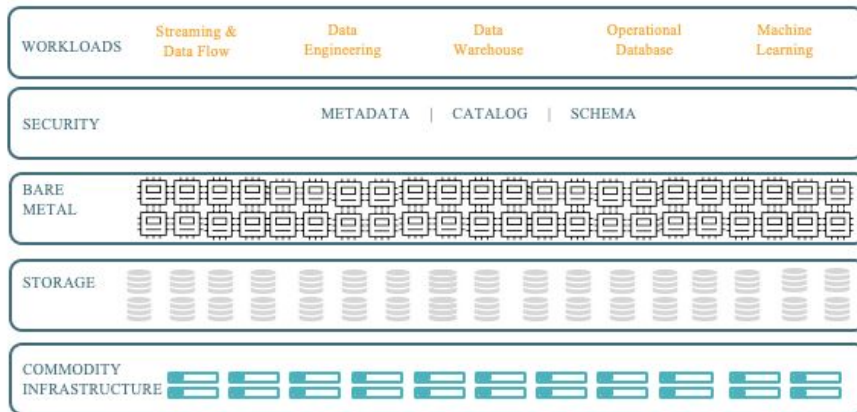 WORKLOADS
Streaming &
Data Flow
Data
Engineering
Data
Warehouse
Operational
Database
Machine
Learning
SECURITY
METADATA | CATALOG | SCHEMA
BARE
METAL
STORAGE
COMMODITY
INFRASTRUCTURE